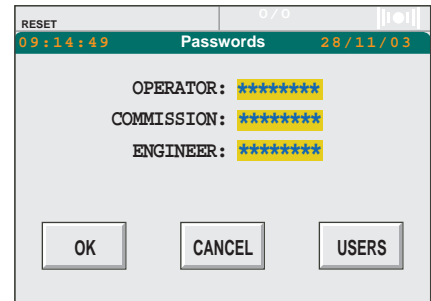 RESET 0/0
09:14:49 Passwords 28/11/03
OPERATOR: ********
COMMISSION: ********
ENGINEER: ********
OK CANCEL USERS